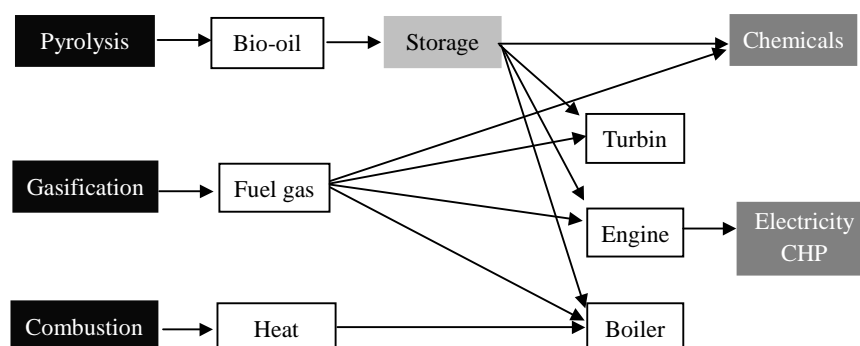 Pyrolysis
Bio-oil
Storage
Chemicals
Turbin
Gasification
Fuel gas
Engine
Electricity
CHP
Combustion
Heat
Boiler